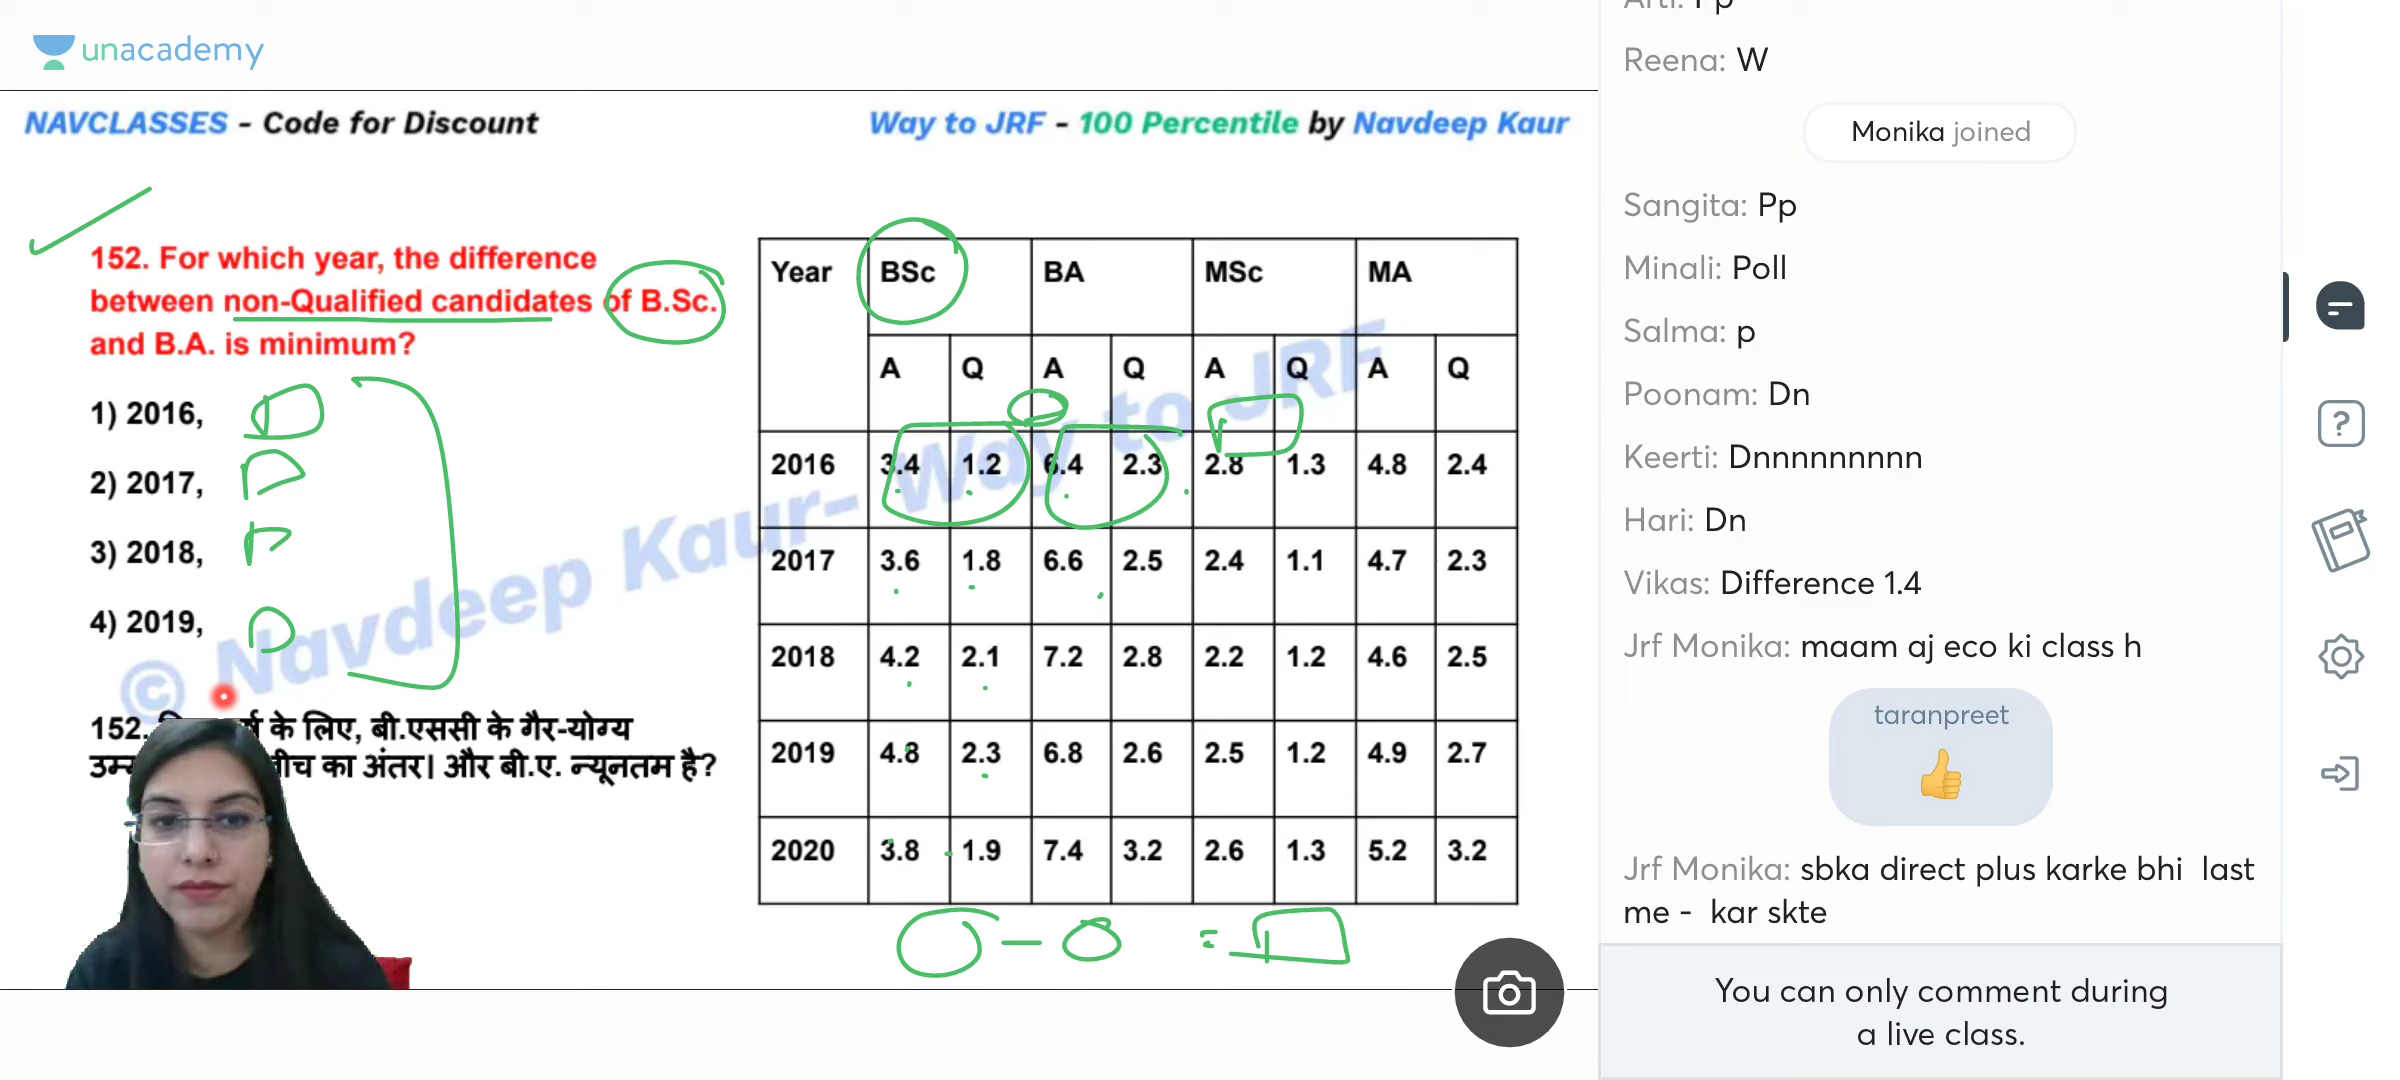 unacademy
NAVCLASSES - Code for Discount
Way to JRF - 100 Percentile by Navdeep Kaur
152. For which year, the difference
between non-Qualified candidates of B.Sc.
and B.A. is minimum?
1) 2016,
2) 2017,
3) 2018,
4) 2019,
152. के लिए, बी.एससी के गैर-योग्य
बीच का अंतर। और बी.ए. न्यूनतम है?
Year BSc BA MSc MA
A Q A Q A Q A Q
2016 3.4 1.2 6.4 2.3 2.8 1.3 4.8 2.4
2017 3.6 1.8 6.6 2.5 2.4 1.1 4.7 2.3
2018 4.2 2.1 7.2 2.8 2.2 1.2 4.6 2.5
2019 4.8 2.3 6.8 2.6 2.5 1.2 4.9 2.7
2020 3.8 1.9 7.4 3.2 2.6 1.3 5.2 3.2
© Navdeep Kaur- Way to JRF
Reena: W
Monika joined
Sangita: Pp
Minali: Poll
Salma: p
Poonam: Dn
Keerti: Dnnnnnnnnn
Hari: Dn
Vikas: Difference 1.4
Jrf Monika: maam aj eco ki class h
taranpreet
👍
Jrf Monika: sbka direct plus karke bhi last
me - kar skte
You can only comment during
a live class.